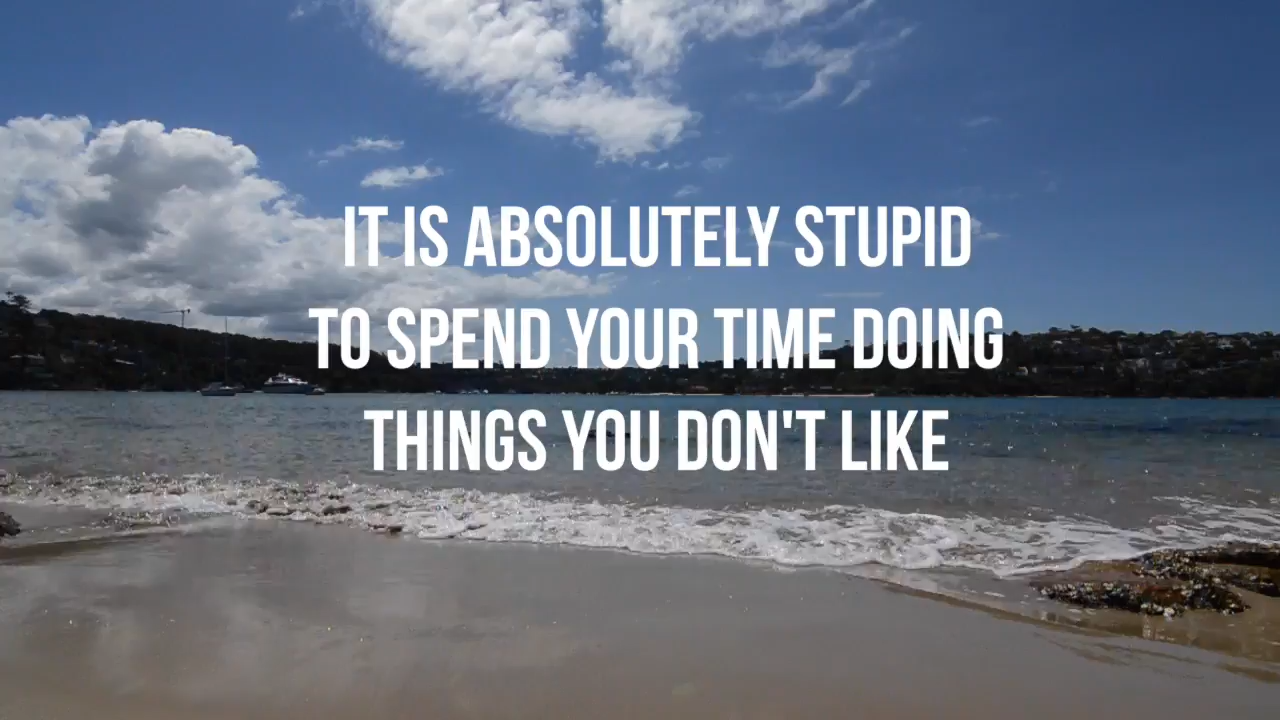 IT IS ABSOLUTELY STUPID
TO SPEND YOUR TIME DOING
THINGS YOU DON'T LIKE